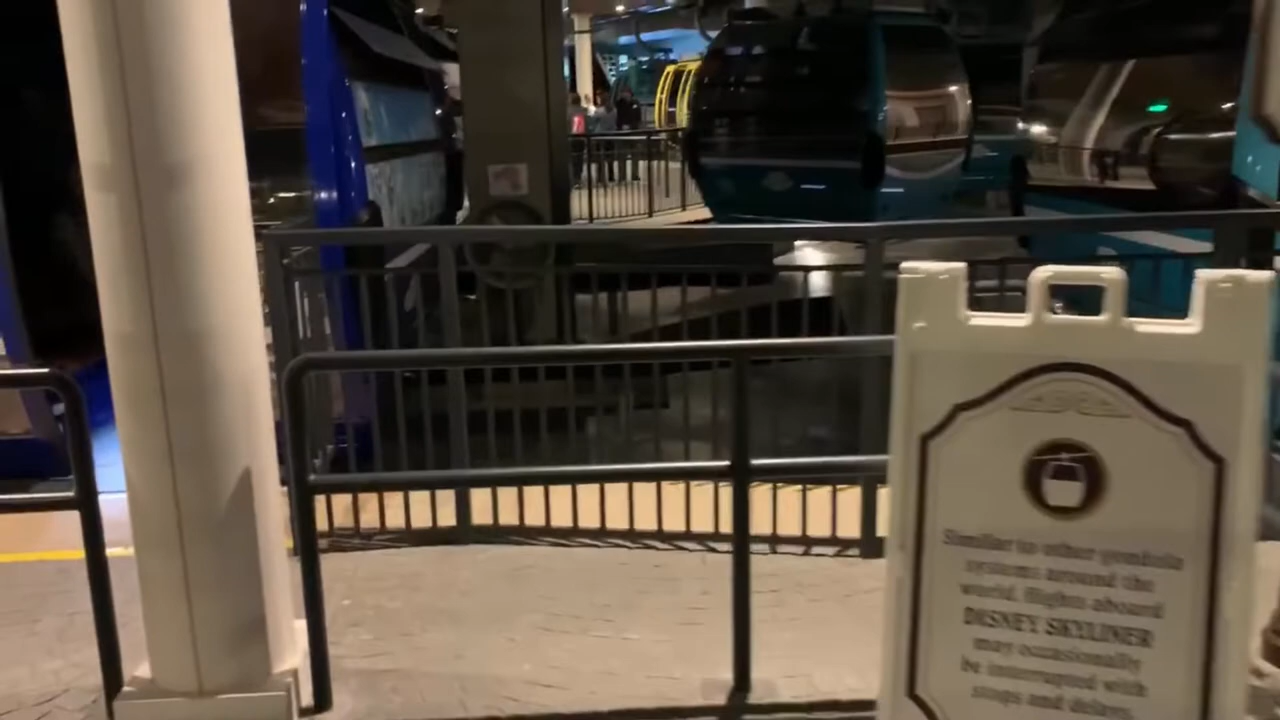 Similar to other gondola
systems around the
world, flights aboard
DISNEY SKYLINER
may occasionally
be interrupted with
stops and delays.